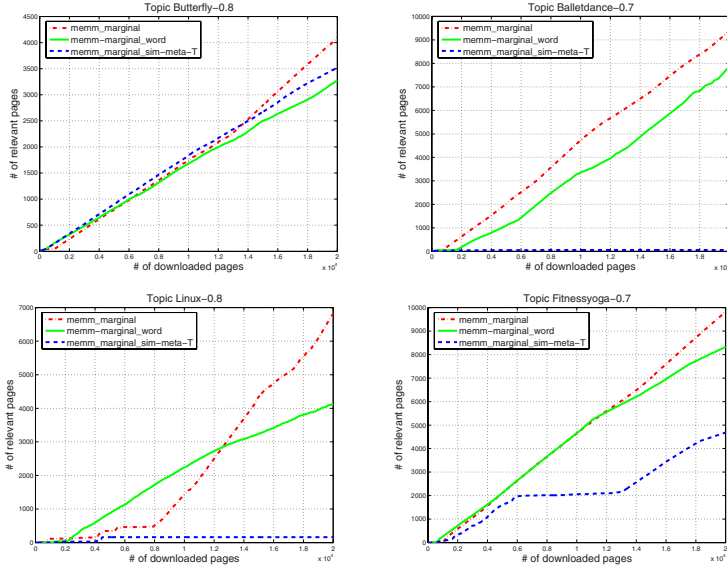 Topic Butterfly−0.8
memm_marginal
memm−marginal_word
memm_marginal_sim−meta−T
# of relevant pages
4500
4000
3500
3000
2500
2000
1500
1000
500
0
0 0.2 0.4 0.6 0.8 1 1.2 1.4 1.6 1.8 2
# of downloaded pages
x 10⁴
Topic Balletdance−0.7
memm_marginal
memm−marginal_word
memm_marginal_sim−meta−T
# of relevant pages
10000
9000
8000
7000
6000
5000
4000
3000
2000
1000
0
0 0.2 0.4 0.6 0.8 1 1.2 1.4 1.6 1.8 2
# of downloaded pages
x 10⁴
Topic Linux−0.8
memm_marginal
memm−marginal_word
memm_marginal_sim−meta−T
# of relevant pages
7000
6000
5000
4000
3000
2000
1000
0
0 0.2 0.4 0.6 0.8 1 1.2 1.4 1.6 1.8 2
# of downloaded pages
x 10⁴
Topic Fitnessyoga−0.7
memm_marginal
memm−marginal_word
memm_marginal_sim−meta−T
# of relevant pages
10000
9000
8000
7000
6000
5000
4000
3000
2000
1000
0
0 0.2 0.4 0.6 0.8 1 1.2 1.4 1.6 1.8 2
# of downloaded pages
x 10⁴